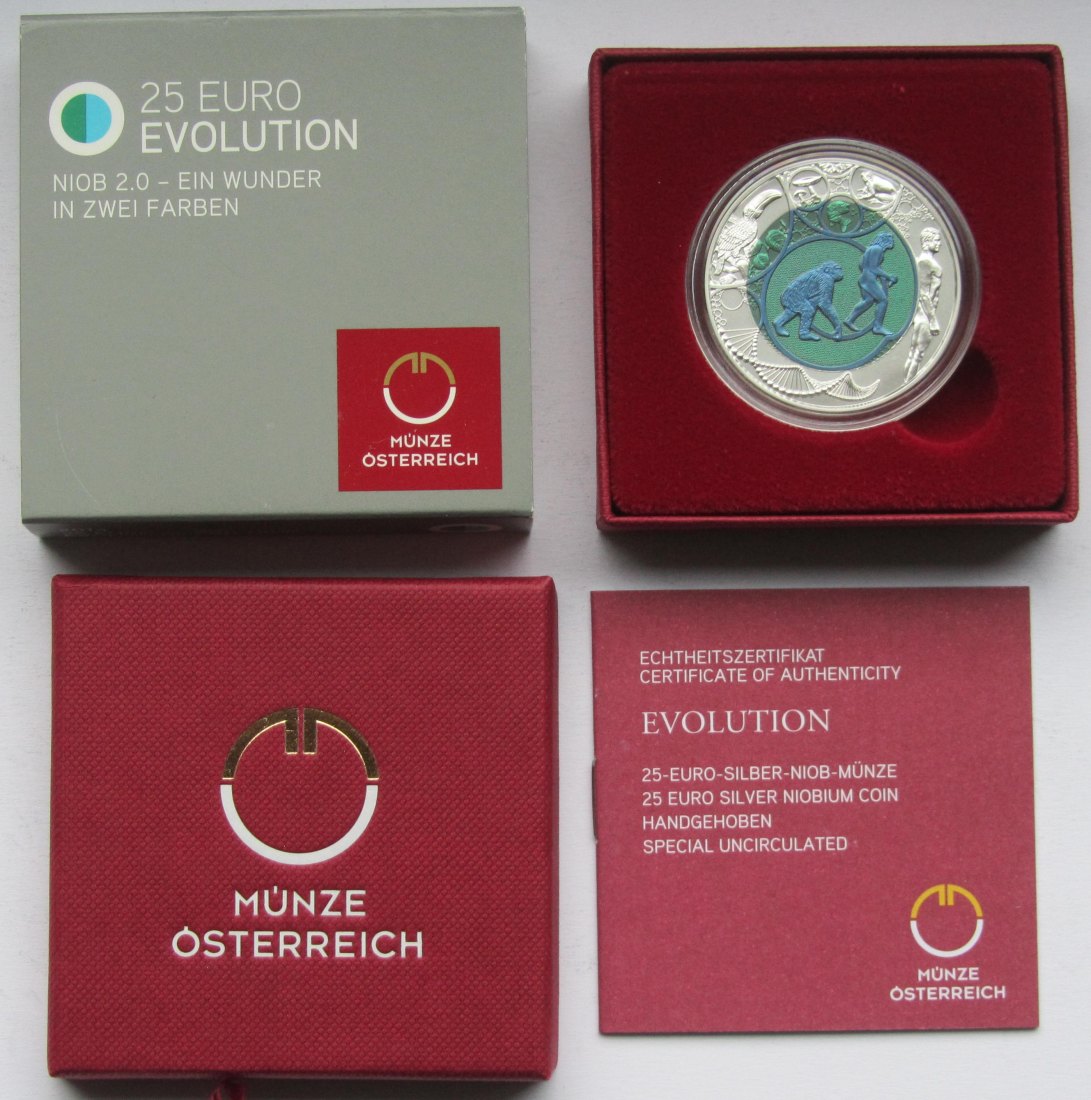 25 EURO
EVOLUTION
NIOB 2.0 – EIN WUNDER
IN ZWEI FARBEN
MÜNZE
ÖSTERREICH
MÜNZE
ÖSTERREICH
ECHTHEITSZERTIFIKAT
CERTIFICATE OF AUTHENTICITY
EVOLUTION
25-EURO-SILBER-NIOB-MÜNZE
25 EURO SILVER NIOBIUM COIN
HANDGEHOBEN
SPECIAL UNCIRCULATED
MÜNZE
ÖSTERREICH